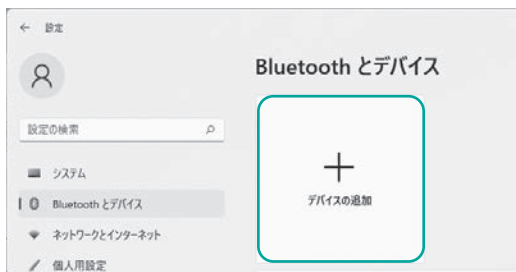 ← 設定
Bluetooth とデバイス
設定の検索
システム
Bluetooth とデバイス
ネットワークとインターネット
個人用設定
デバイスの追加